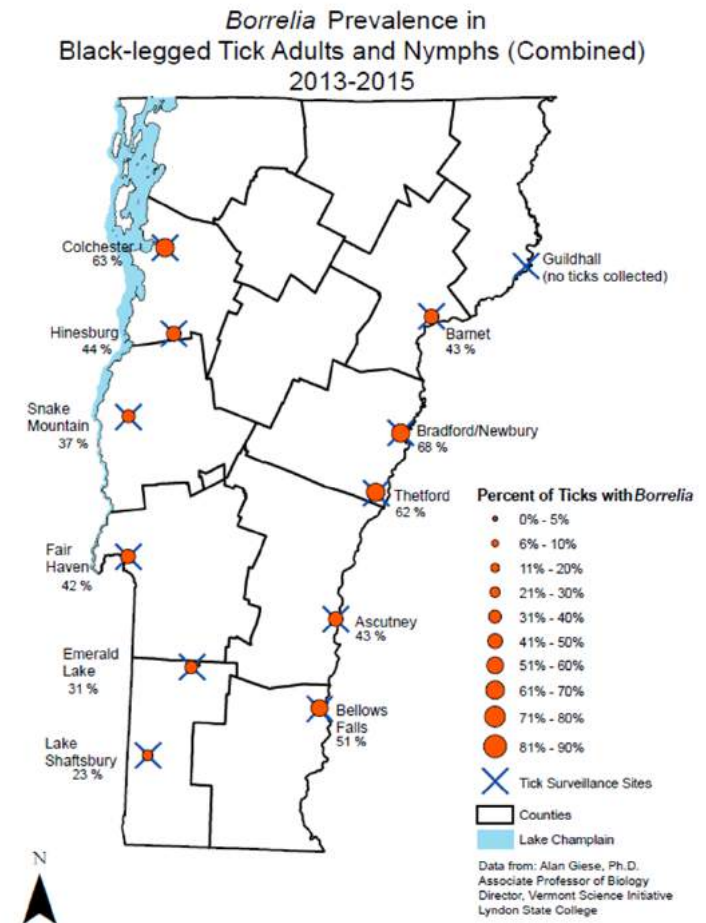 Borrelia Prevalence in
Black-legged Tick Adults and Nymphs (Combined)
2013-2015
Colchester
63 %
Guildhall
(no ticks collected)
Hinesburg
44 %
Barnet
43 %
Snake
Mountain
37 %
Bradford/Newbury
68 %
Thetford
62 %
Fair
Haven
42 %
Ascutney
43 %
Emerald
Lake
31 %
Bellows
Falls
51 %
Lake
Shaftsbury
23 %
Percent of Ticks with Borrelia
0% - 5%
6% - 10%
11% - 20%
21% - 30%
31% - 40%
41% - 50%
51% - 60%
61% - 70%
71% - 80%
81% - 90%
Tick Surveillance Sites
Counties
Lake Champlain
Data from: Alan Giese, Ph.D.
Associate Professor of Biology
Director, Vermont Science Initiative
Lyndon State College
N